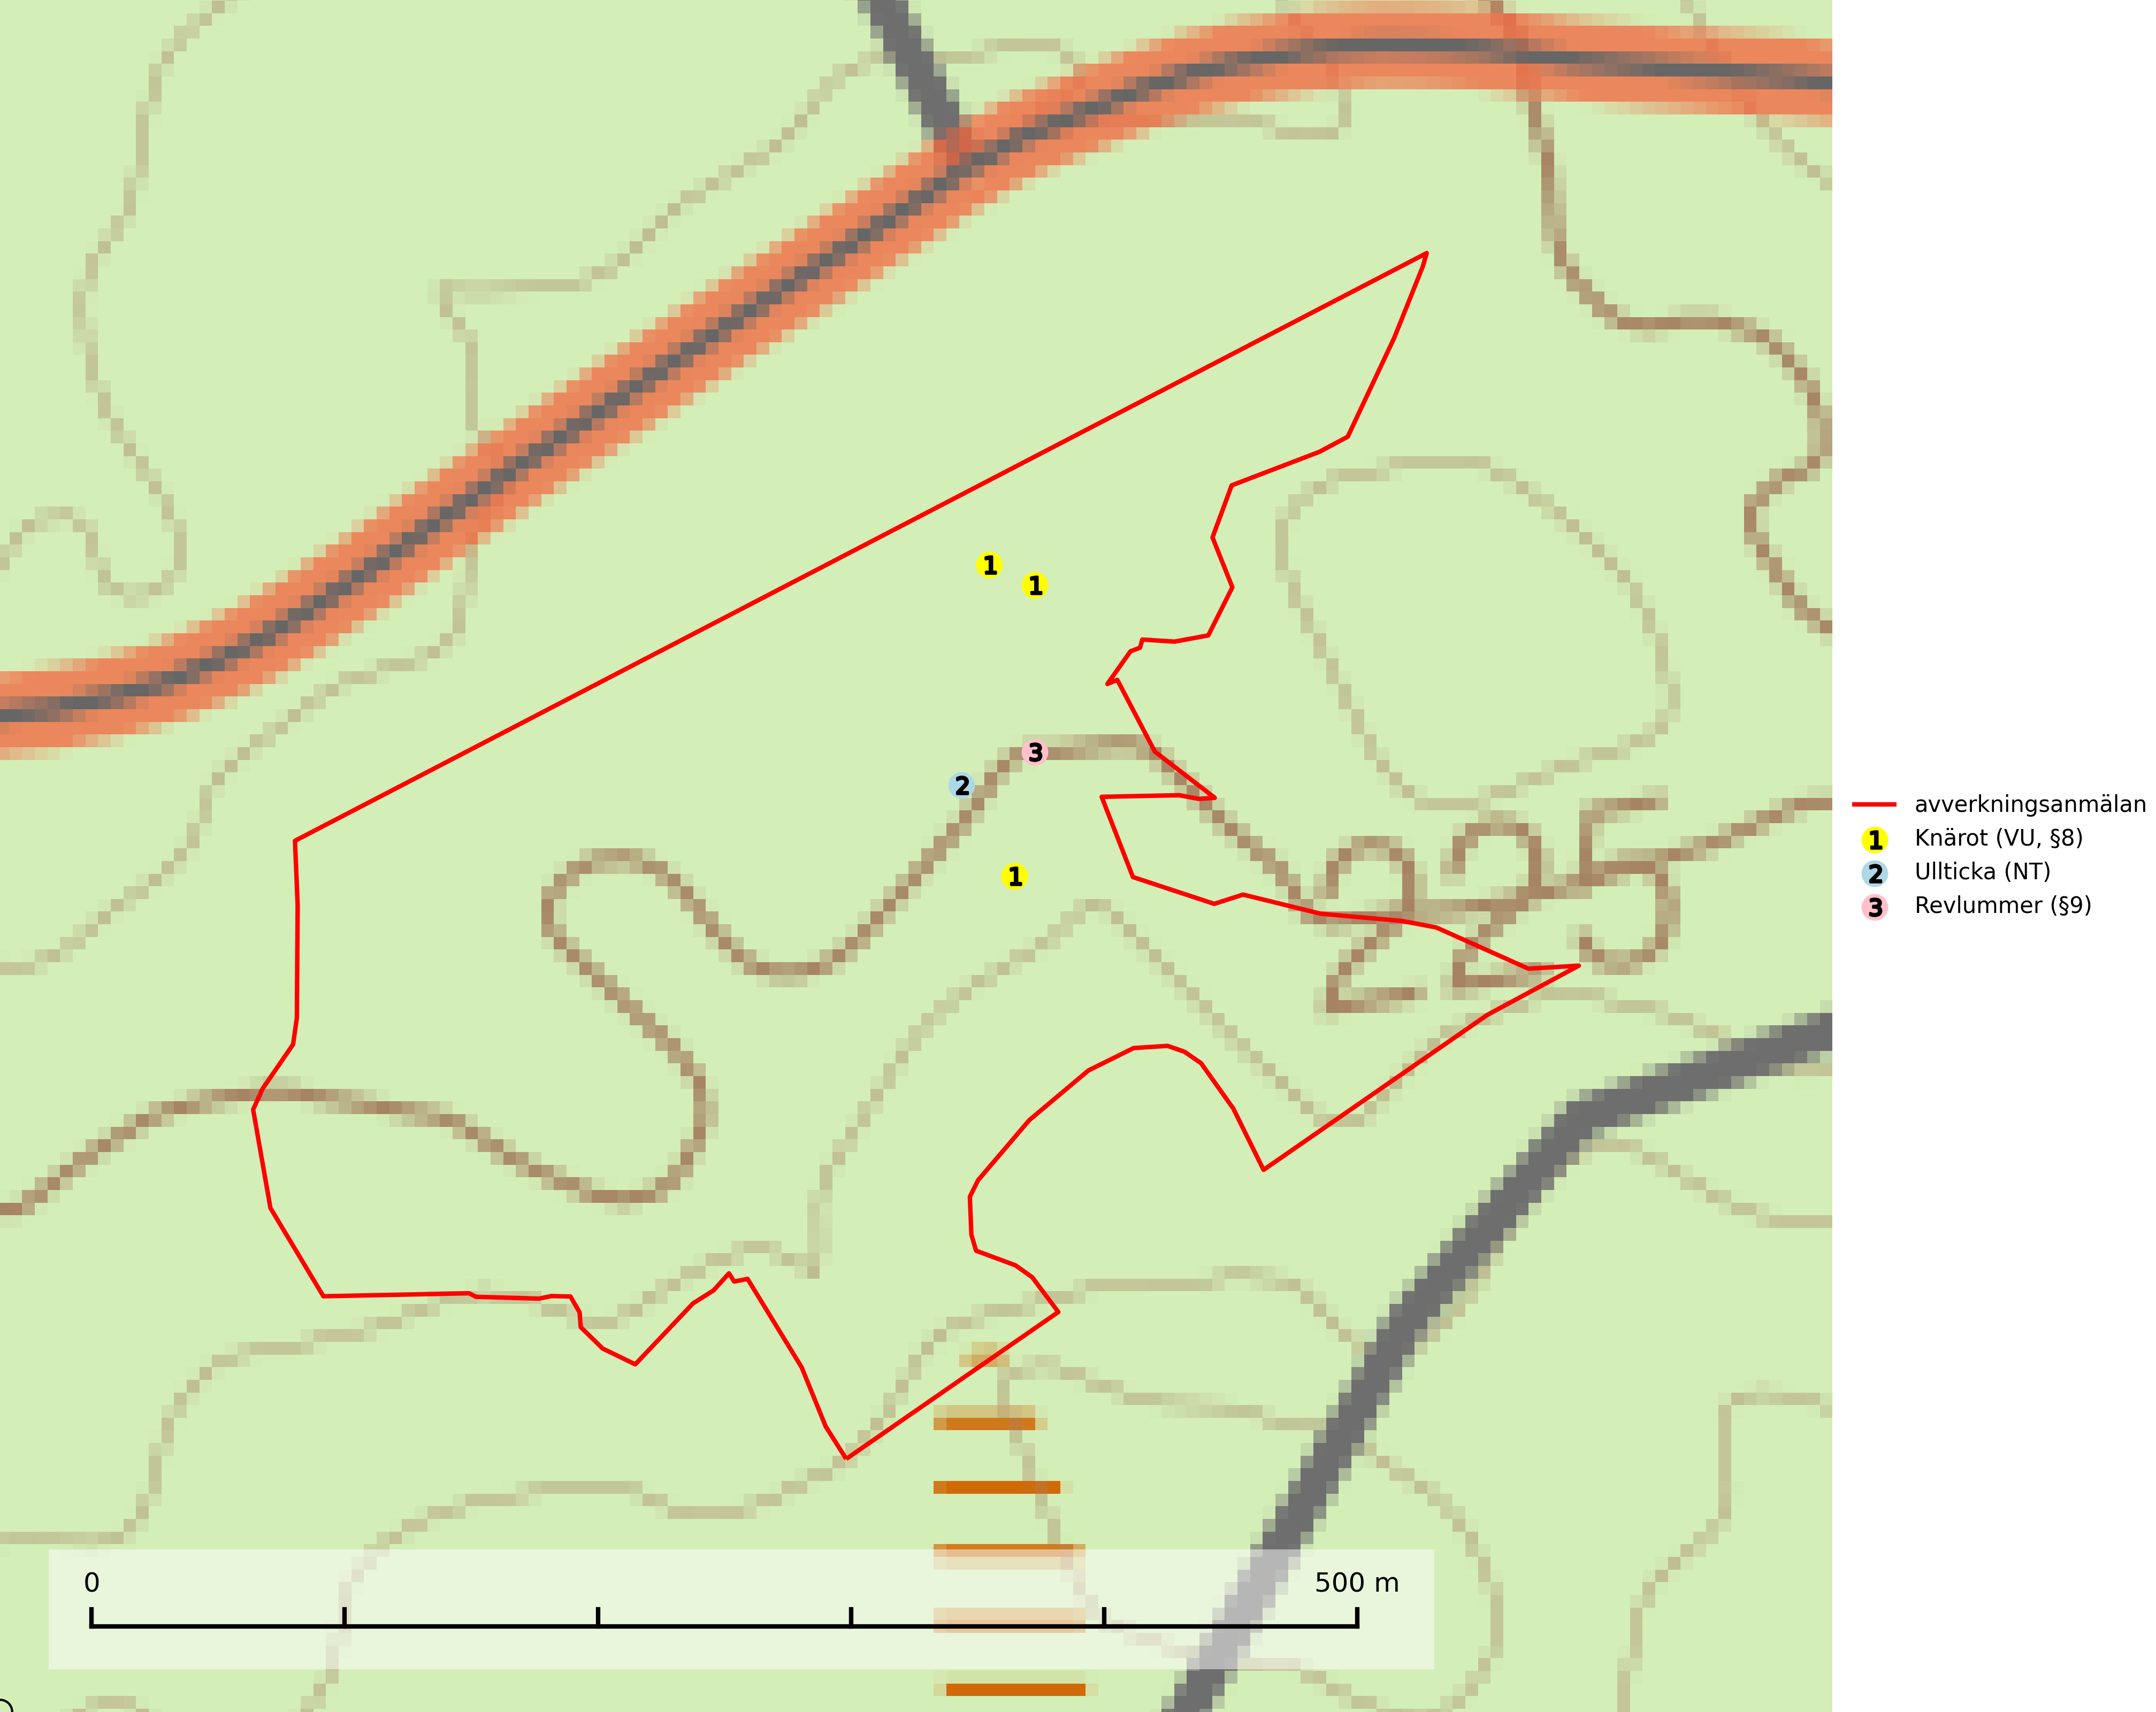 1
1
3
2
1
225
avverkningsanmälan
1 Knärot (VU, §8)
2 Ullticka (NT)
3 Revlummer (§9)
0 500 m